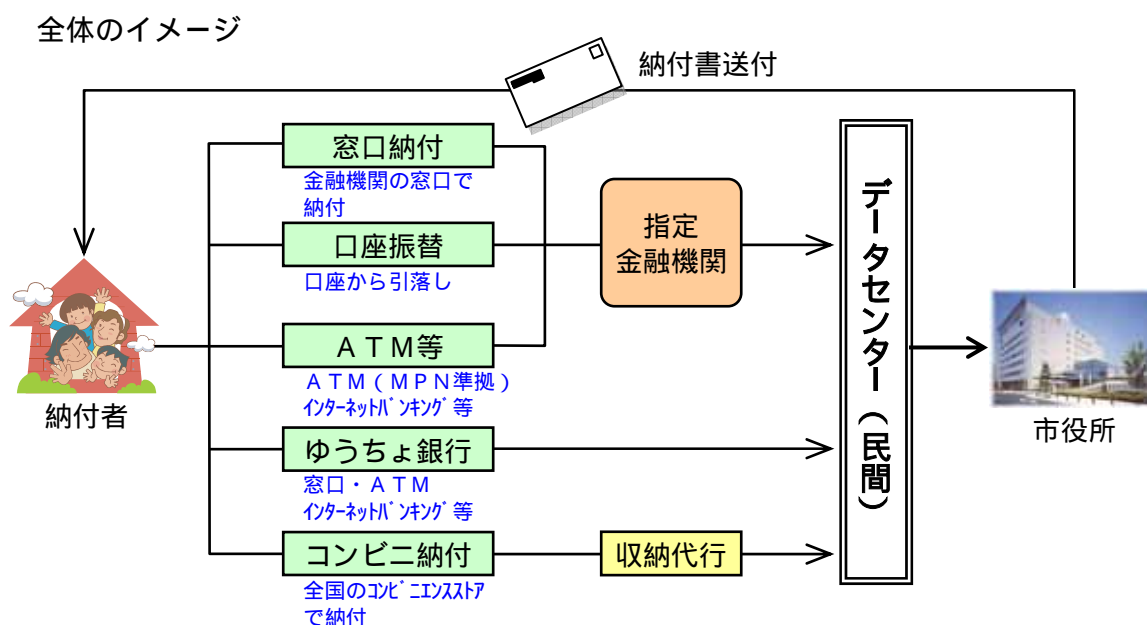 全体のイメージ
納付書送付
窓口納付
金融機関の窓口で
納付
口座振替
口座から引落し
ＡＴＭ等
ＡＴＭ（ＭＰＮ準拠）
ｲﾝﾀｰﾈｯﾄﾊﾞﾝｷﾝｸﾞ等
ゆうちょ銀行
窓口・ＡＴＭ
ｲﾝﾀｰﾈｯﾄﾊﾞﾝｷﾝｸﾞ等
コンビニ納付
全国のｺﾝﾋﾞﾆｴﾝｽｽﾄｱ
で納付
納付者
指定
金融機関
収納代行
データセンター（民間）
市役所